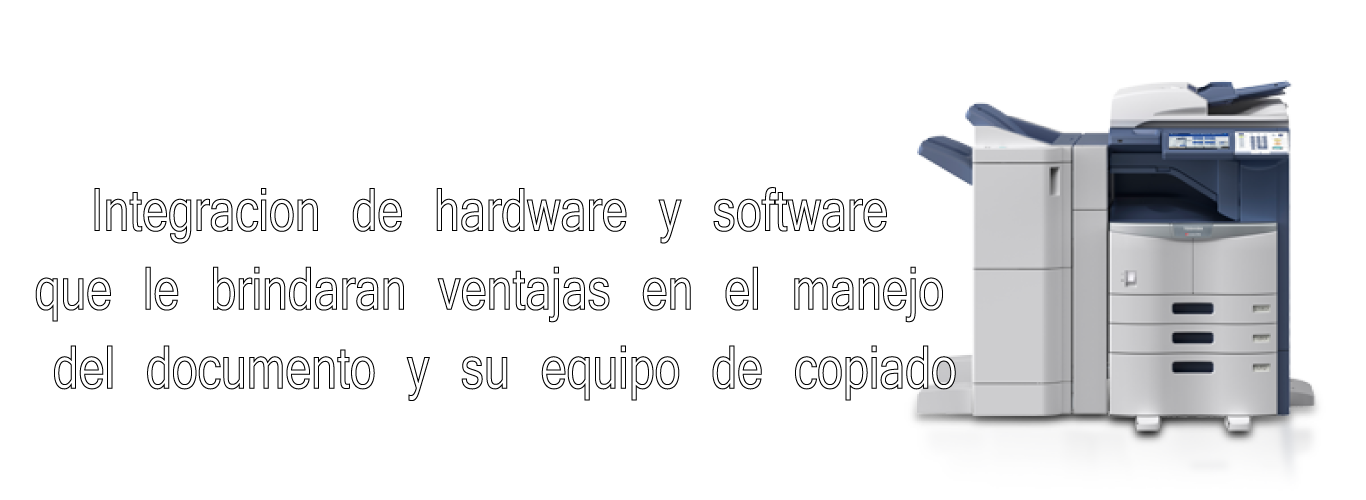 Integracion de hardware y software
que le brindaran ventajas en el manejo
del documento y su equipo de copiado